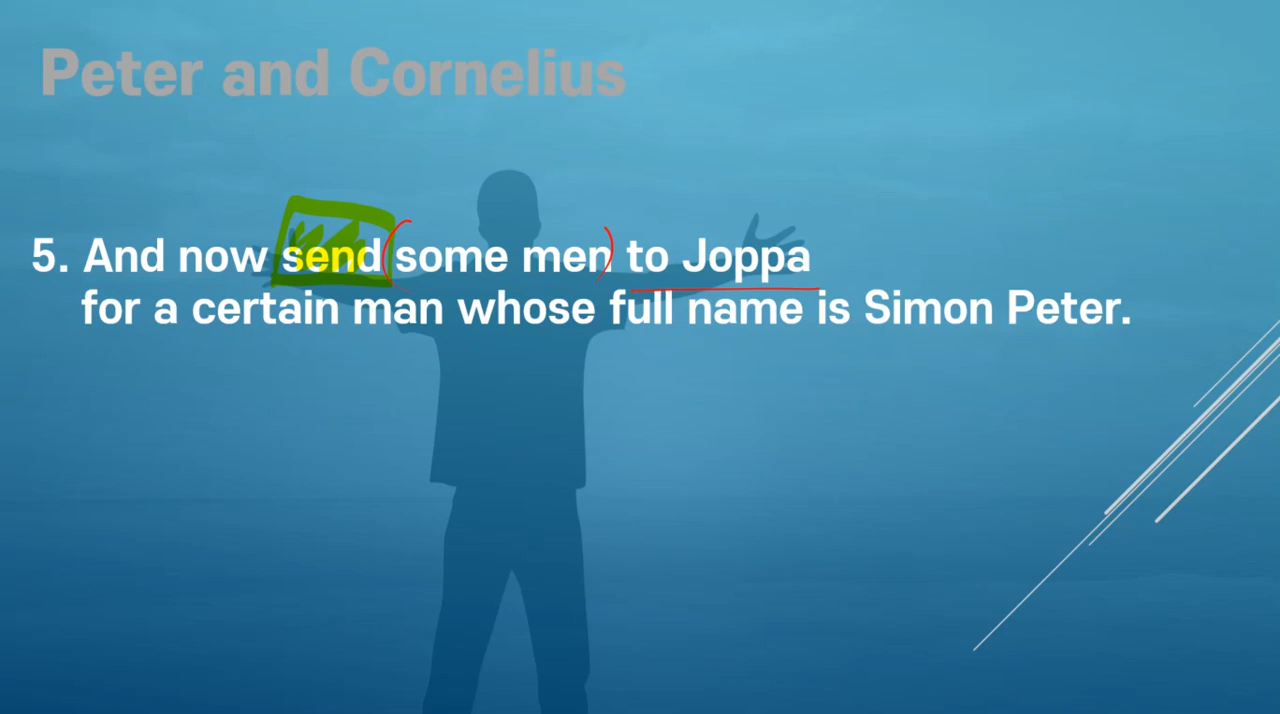 Peter and Cornelius
5. And now send some men to Joppa
for a certain man whose full name is Simon Peter.